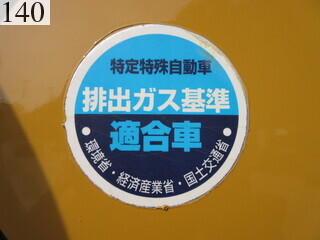 140
特定特殊自動車
排出ガス基準
適合車
・環境省・経済産業省・国土交通省・